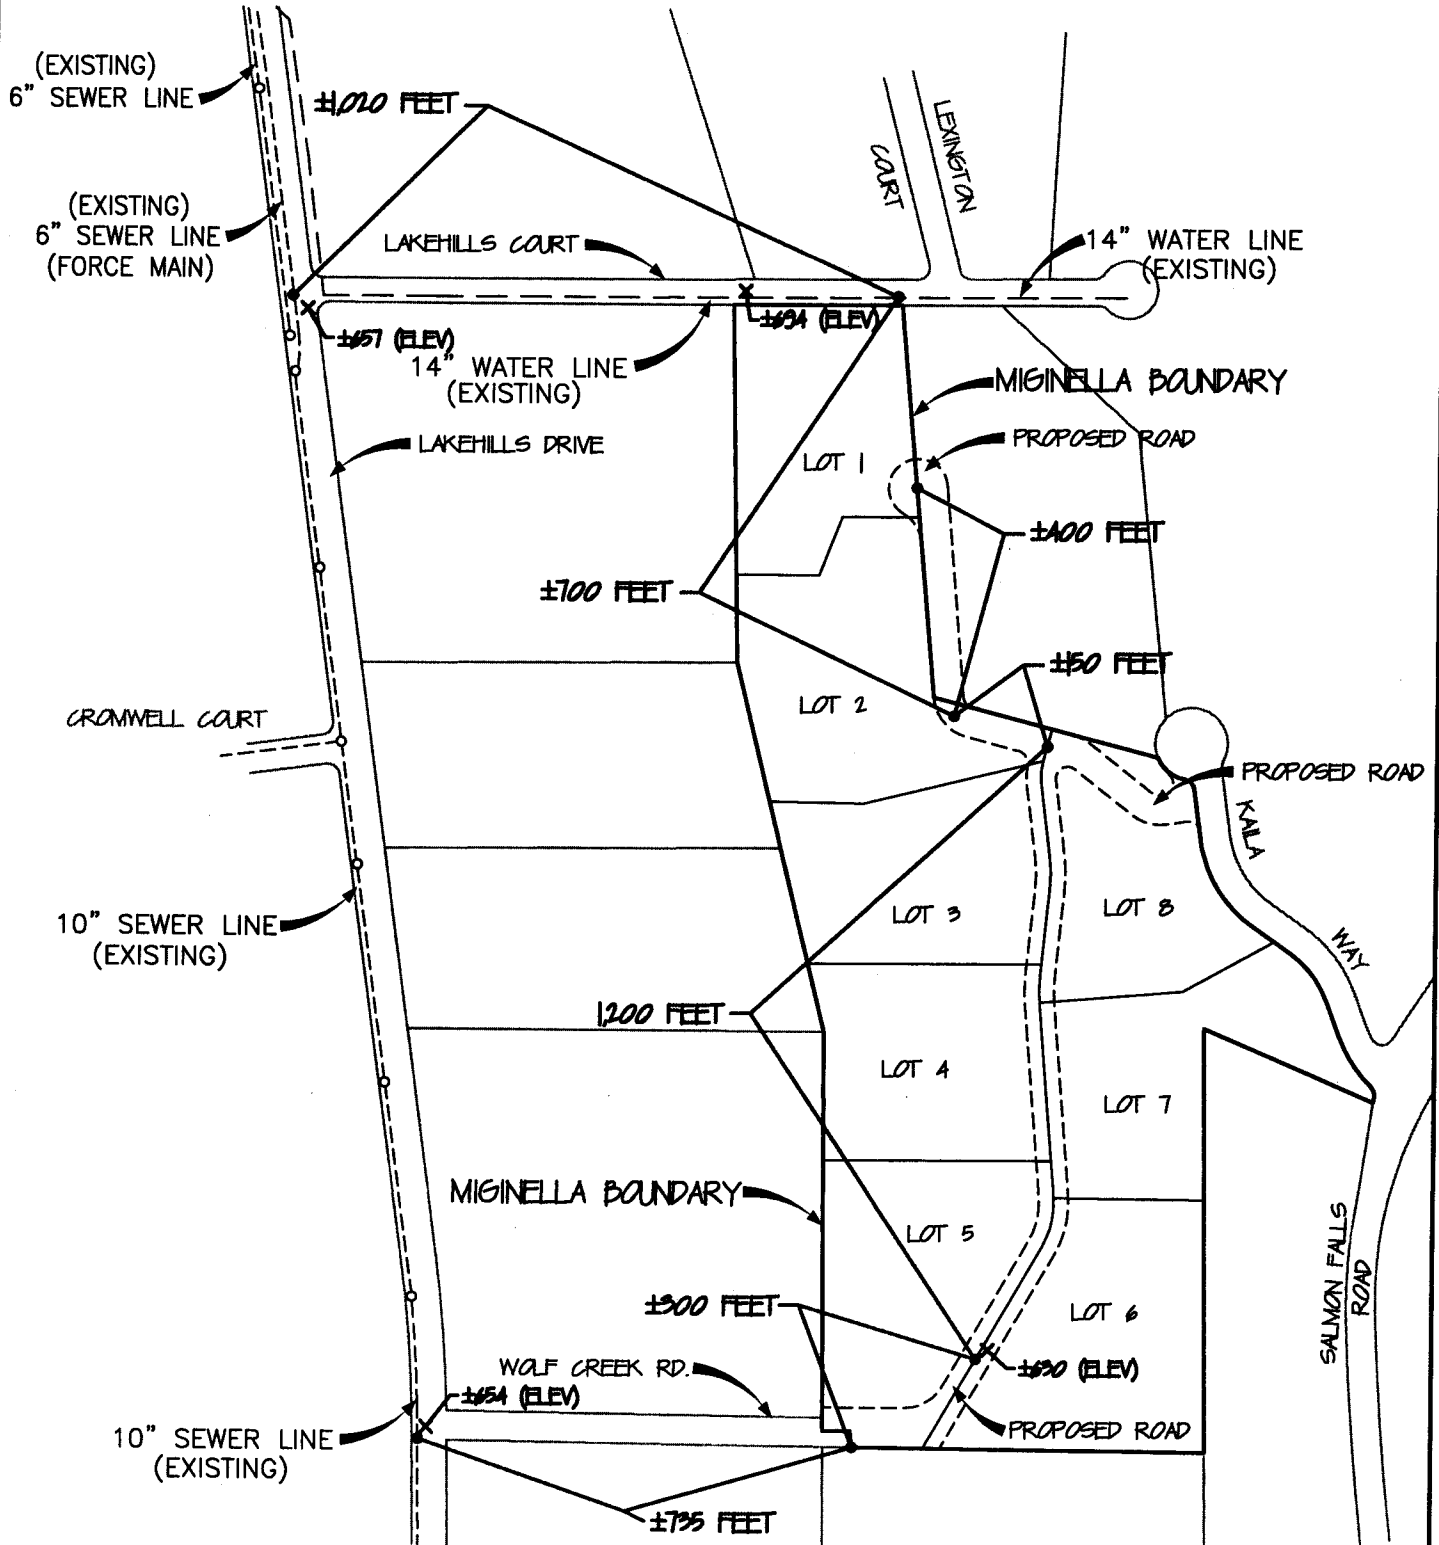 (EXISTING)
6" SEWER LINE
±1,020 FEET
LEXINGTON
COURT
(EXISTING)
6" SEWER LINE
(FORCE MAIN)
LAKEHILLS COURT
14" WATER LINE
(EXISTING)
±657 (ELEV)
±694 (ELEV)
14" WATER LINE
(EXISTING)
MIGINELLA BOUNDARY
LAKEHILLS DRIVE
PROPOSED ROAD
LOT 1
±400 FEET
±700 FEET
±150 FEET
LOT 2
CROMWELL COURT
PROPOSED ROAD
KAILA
WAY
10" SEWER LINE
(EXISTING)
LOT 3
LOT 8
1,200 FEET
LOT 4
LOT 7
MIGINELLA BOUNDARY
LOT 5
SALMON FALLS
ROAD
±300 FEET
LOT 6
WOLF CREEK RD.
±630 (ELEV)
±654 (ELEV)
10" SEWER LINE
(EXISTING)
PROPOSED ROAD
±735 FEET